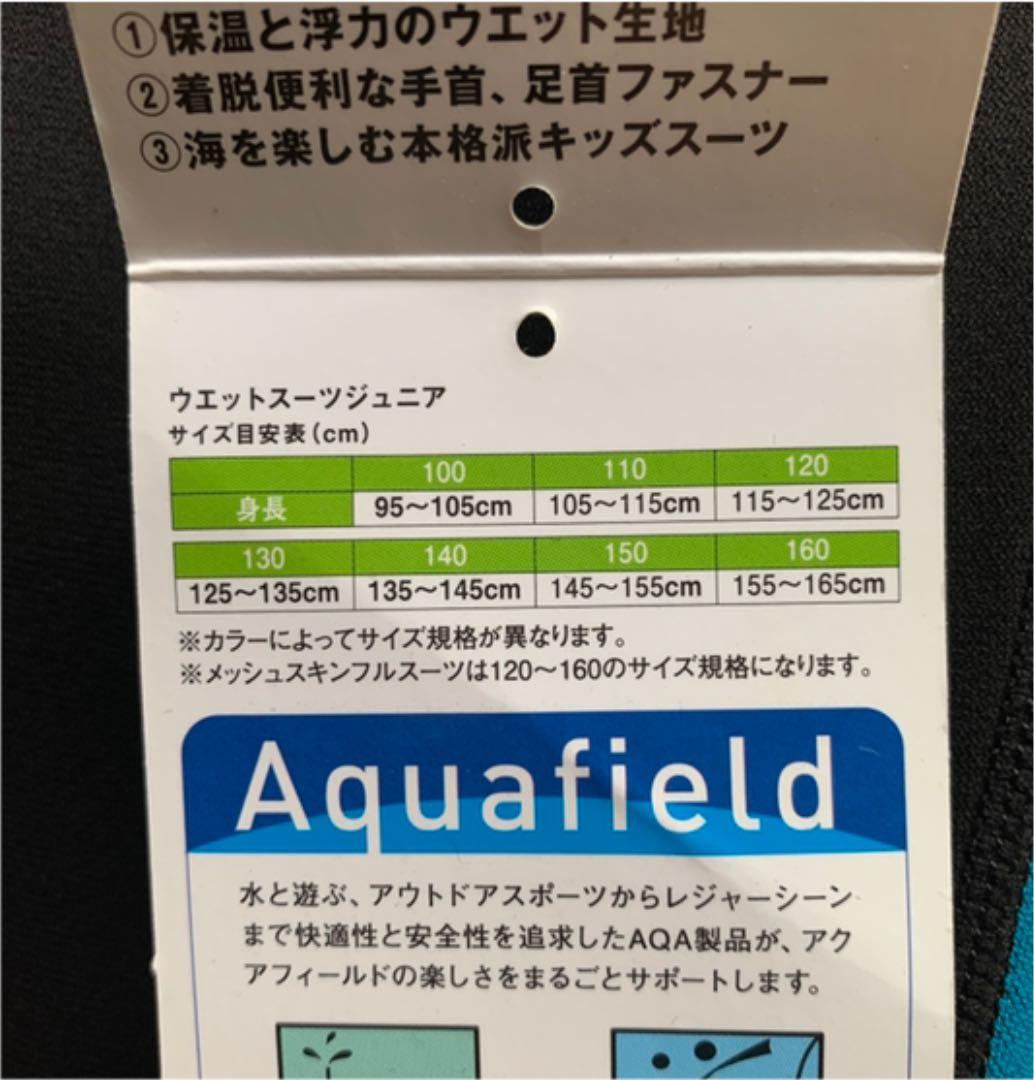 ①保温と浮力のウエット生地
②着脱便利な手首、足首ファスナー
③海を楽しむ本格派キッズスーツ
ウエットスーツジュニア
サイズ目安表(cm)
100 110 120
身長 95〜105cm 105〜115cm 115〜125cm
130 140 150 160
125〜135cm 135〜145cm 145〜155cm 155〜165cm
※カラーによってサイズ規格が異なります。
※メッシュスキンフルスーツは120〜160のサイズ規格になります。
Aquafield
水と遊ぶ、アウトドアスポーツからレジャーシーン
まで快適性と安全性を追求したAQA製品が、アク
アフィールドの楽しさをまるごとサポートします。